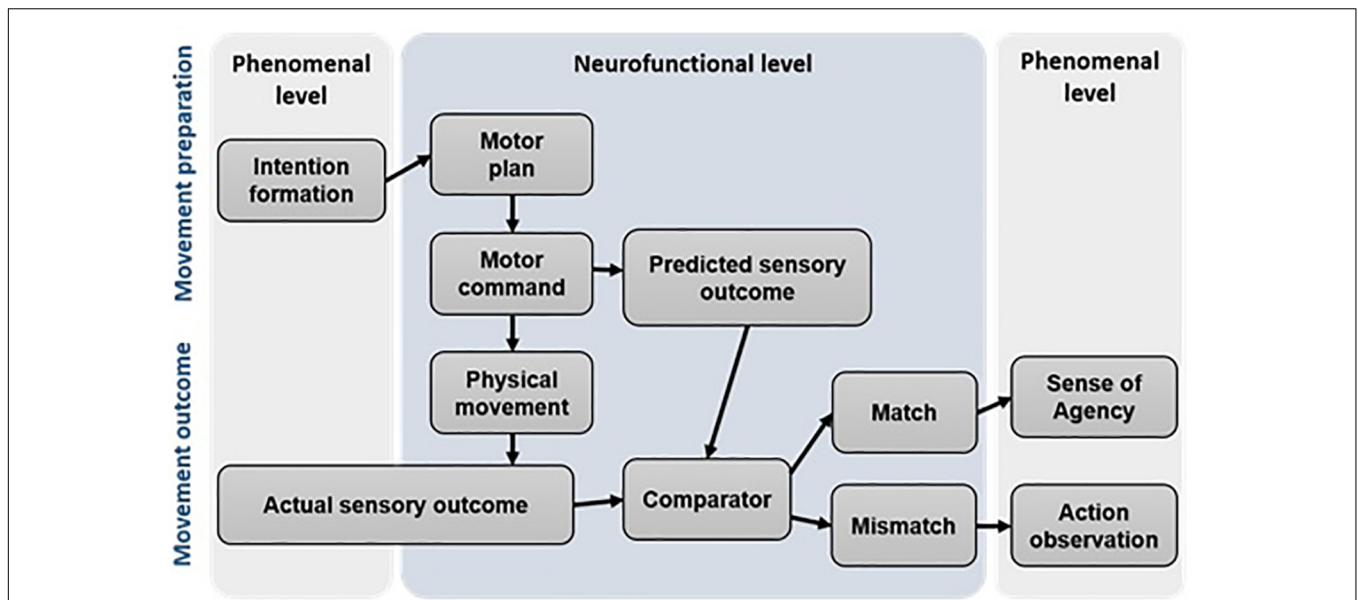 Movement preparation
Movement outcome
Phenomenal
level
Neurofunctional level
Phenomenal
level
Intention
formation
Motor
plan
Motor
command
Predicted sensory
outcome
Physical
movement
Match
Sense of
Agency
Actual sensory outcome
Comparator
Mismatch
Action
observation